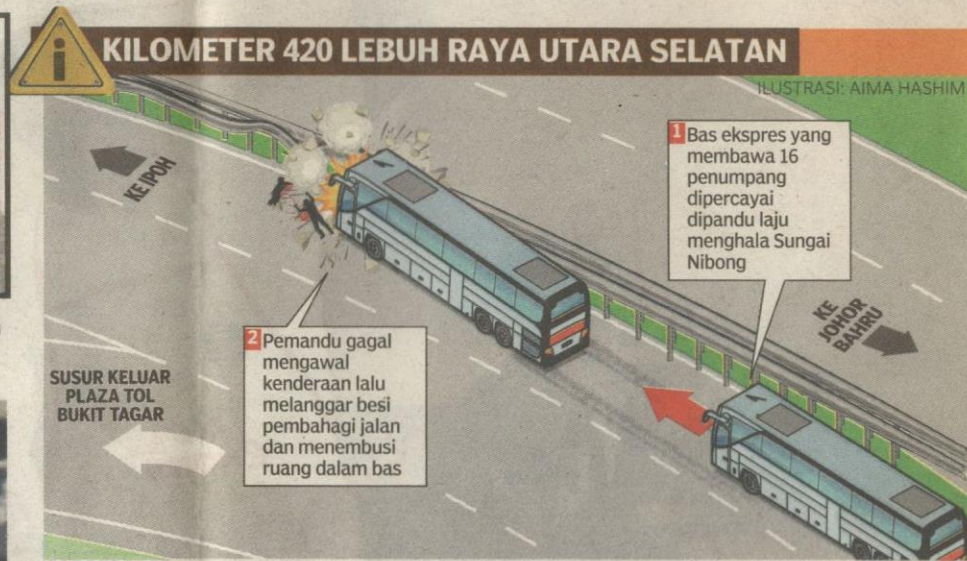 KILOMETER 420 LEBUH RAYA UTARA SELATAN
ILUSTRASI: AIMA HASHIM
KE IPOH
1 Bas ekspres yang
membawa 16
penumpang
dipercayai
dipandu laju
menghala Sungai
Nibong
KE
JOHOR
BAHRU
2 Pemandu gagal
mengawal
kenderaan lalu
melanggar besi
pembahagi jalan
dan menembusi
ruang dalam bas
SUSUR KELUAR
PLAZA TOL
BUKIT TAGAR